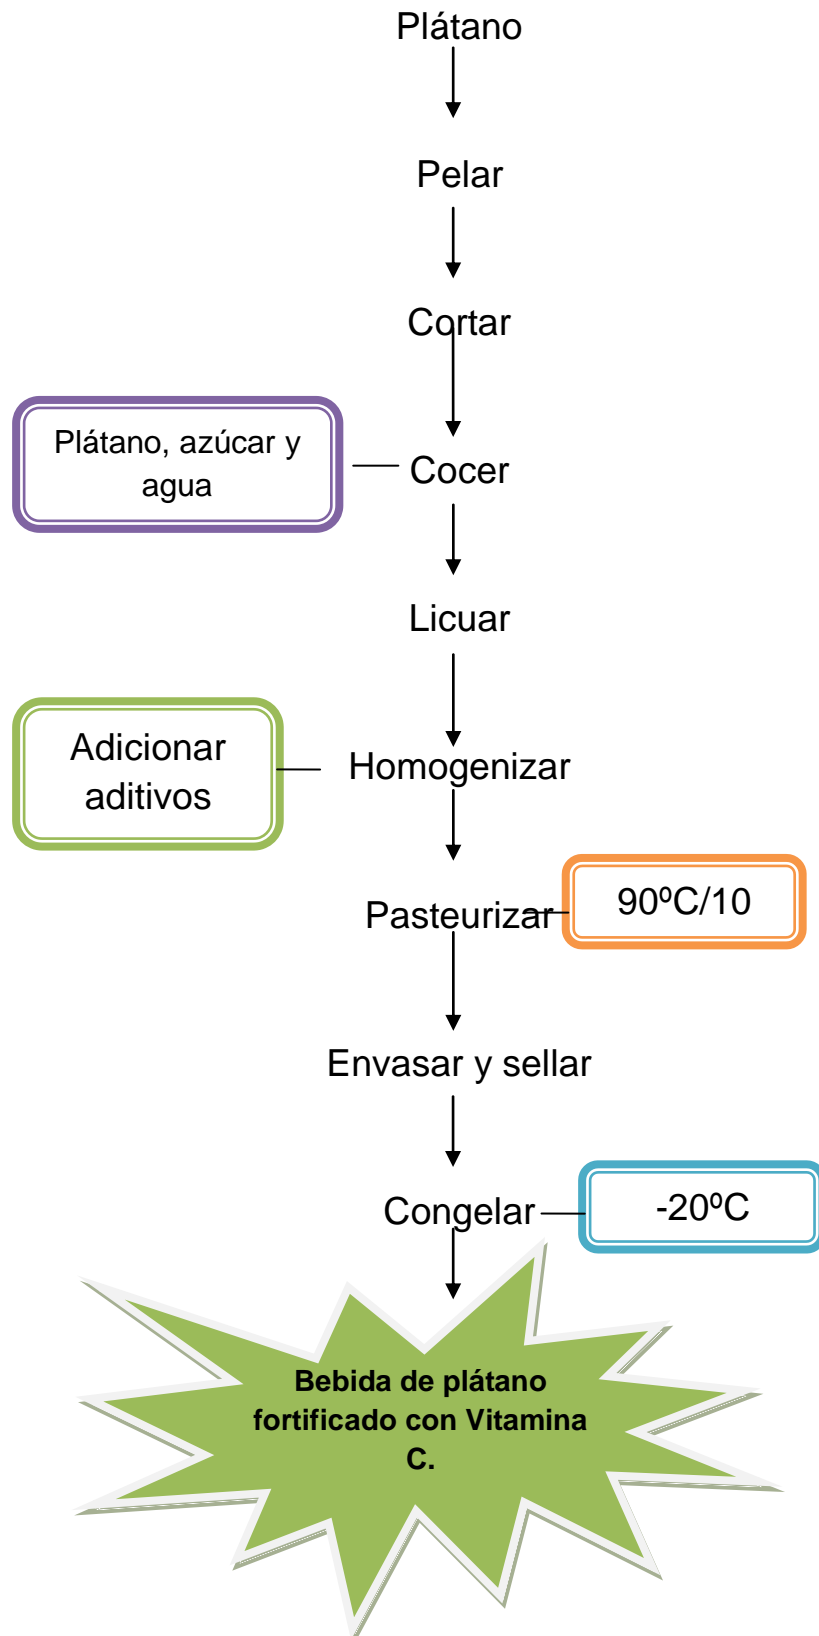 Plátano
Pelar
Cortar
Plátano, azúcar y
agua
Cocer
Licuar
Adicionar
aditivos
Homogenizar
Pasteurizar
90ºC/10
Envasar y sellar
Congelar
-20ºC
Bebida de plátano
fortificado con Vitamina
C.